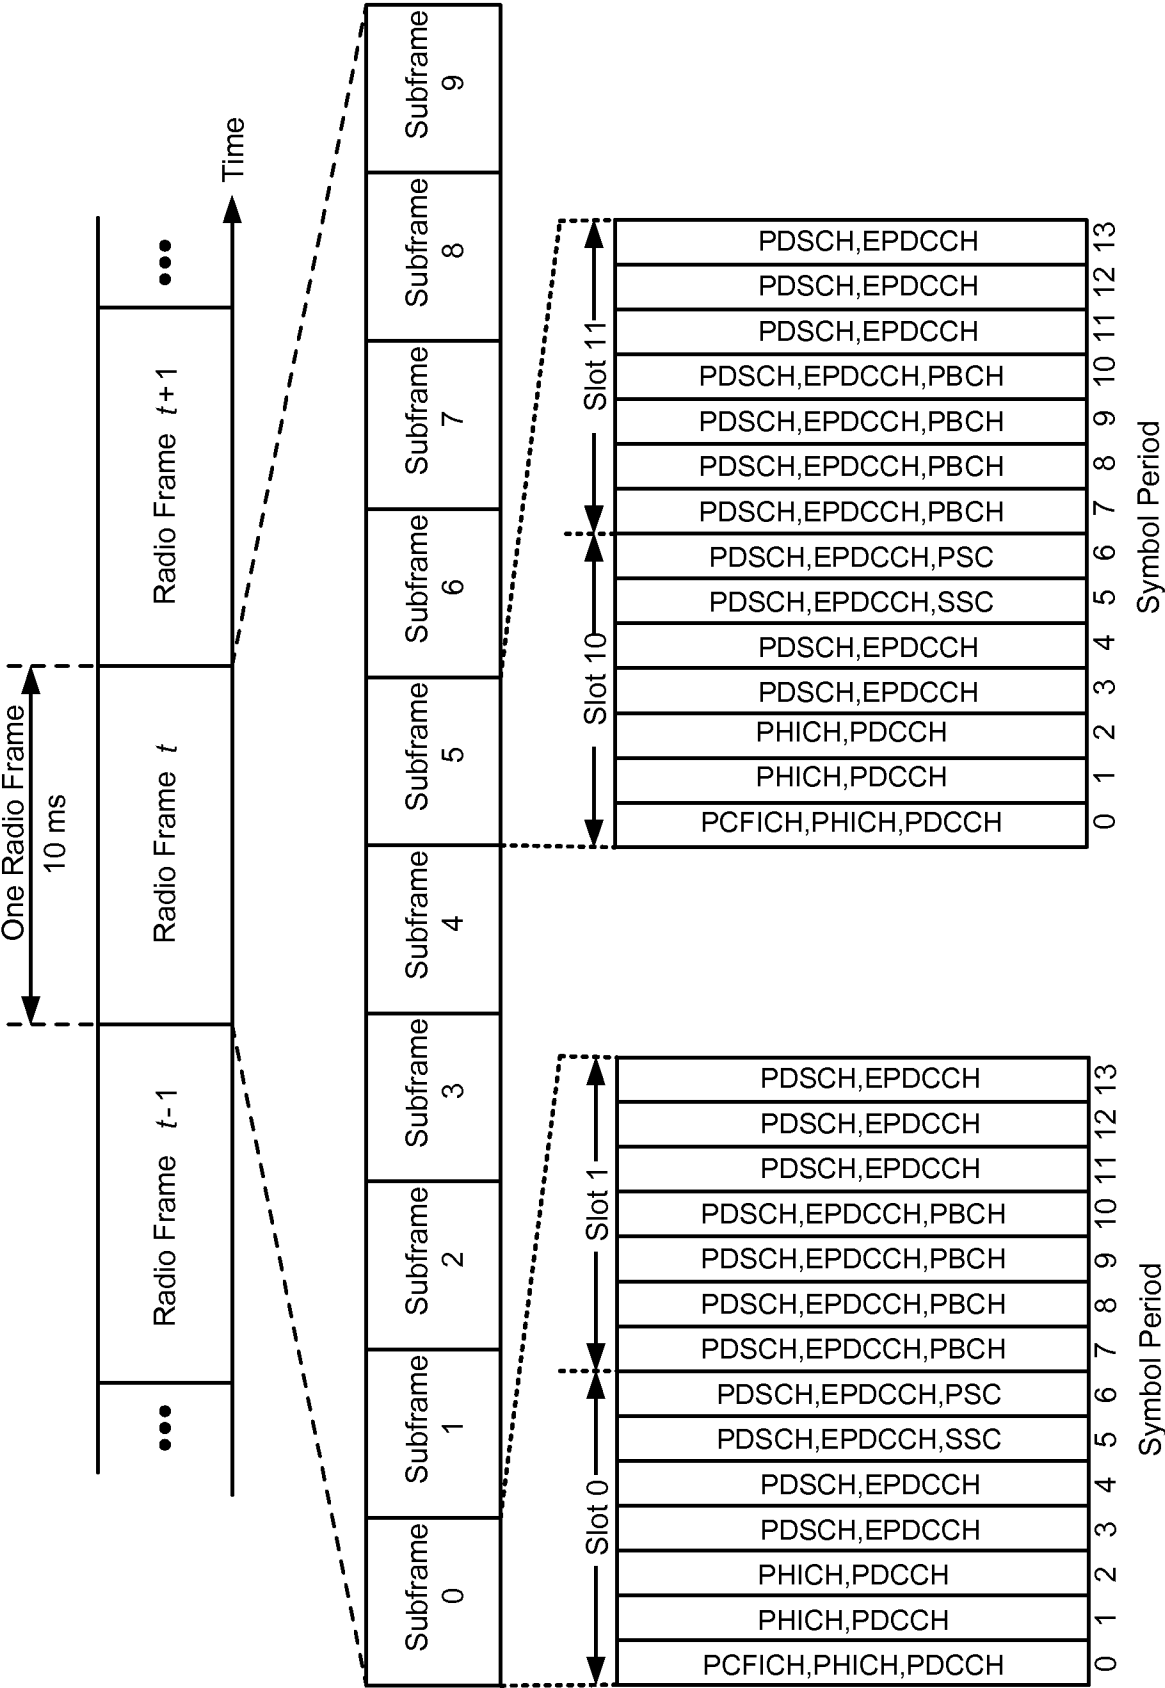 One Radio Frame
10 ms
Radio Frame t-1
Radio Frame t
Radio Frame t+1
Time
Subframe
0
Subframe
1
Subframe
2
Subframe
3
Subframe
4
Subframe
5
Subframe
6
Subframe
7
Subframe
8
Subframe
9
Slot 0
Slot 1
PCFICH,PHICH,PDCCH
PHICH,PDCCH
PHICH,PDCCH
PDSCH,EPDCCH
PDSCH,EPDCCH
PDSCH,EPDCCH,SSC
PDSCH,EPDCCH,PSC
PDSCH,EPDCCH,PBCH
PDSCH,EPDCCH,PBCH
PDSCH,EPDCCH,PBCH
PDSCH,EPDCCH,PBCH
PDSCH,EPDCCH
PDSCH,EPDCCH
PDSCH,EPDCCH
0 1 2 3 4 5 6 7 8 9 10 11 12 13
Symbol Period
Slot 10
Slot 11
PCFICH,PHICH,PDCCH
PHICH,PDCCH
PHICH,PDCCH
PDSCH,EPDCCH
PDSCH,EPDCCH
PDSCH,EPDCCH,SSC
PDSCH,EPDCCH,PSC
PDSCH,EPDCCH,PBCH
PDSCH,EPDCCH,PBCH
PDSCH,EPDCCH,PBCH
PDSCH,EPDCCH,PBCH
PDSCH,EPDCCH
PDSCH,EPDCCH
PDSCH,EPDCCH
0 1 2 3 4 5 6 7 8 9 10 11 12 13
Symbol Period